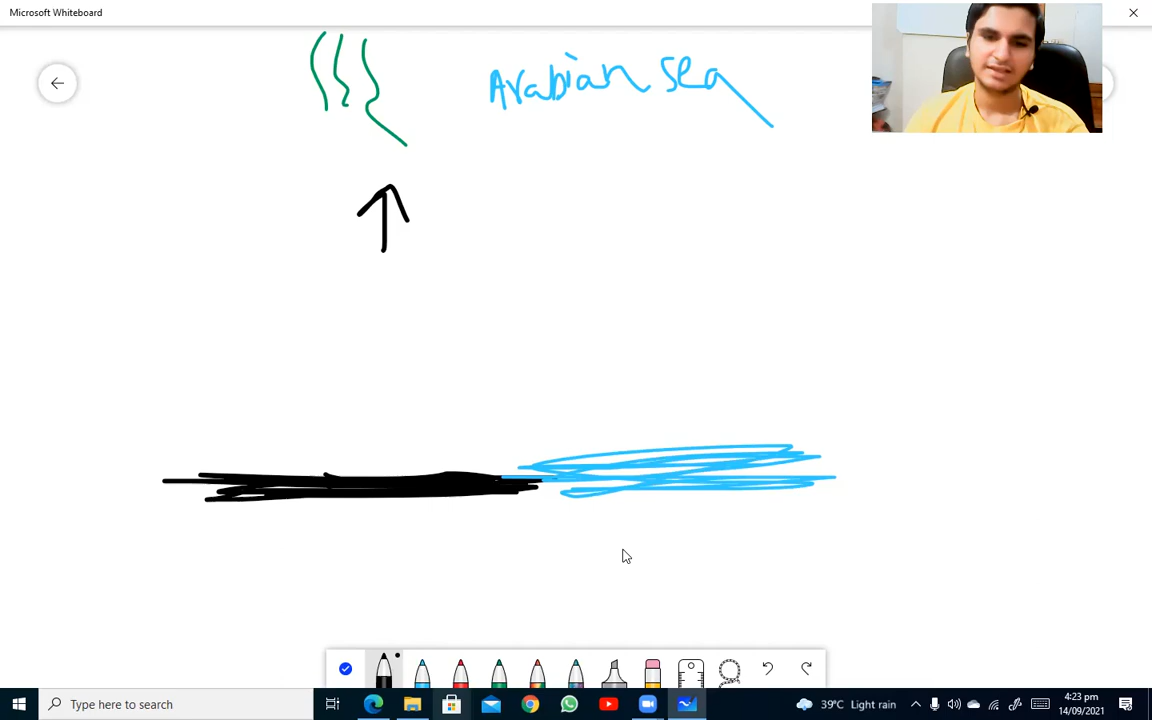 Microsoft Whiteboard
Arabian sea
Type here to search
39°C Light rain
4:23 pm
14/09/2021